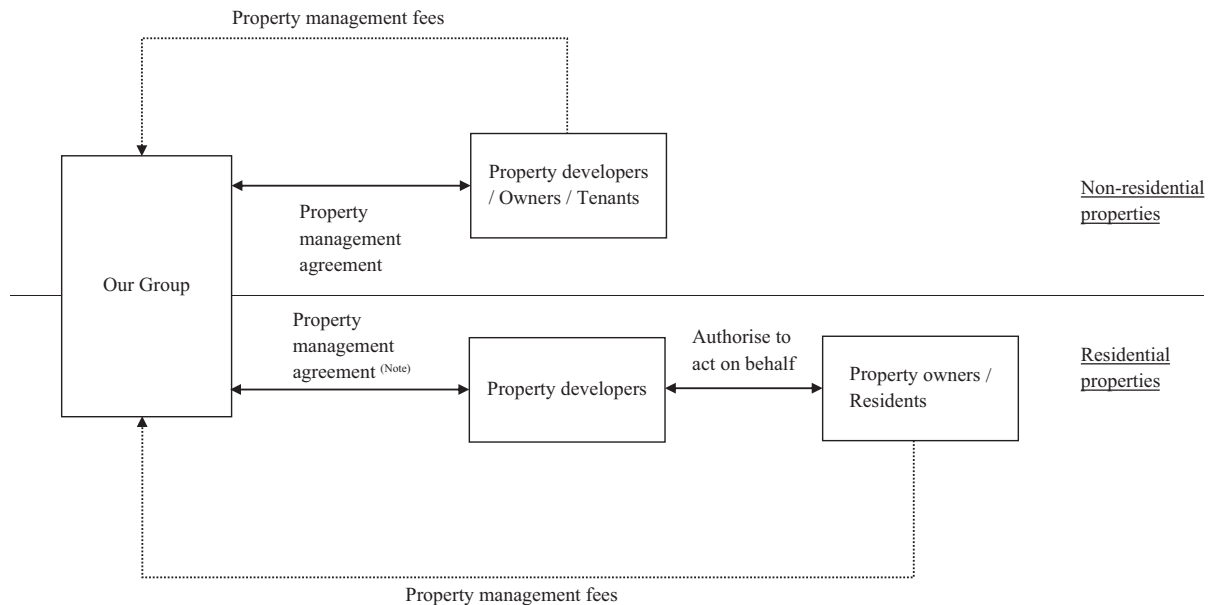 Property management fees
Property developers
/ Owners / Tenants
Non-residential
properties
Property
management
agreement
Our Group
Property
management
agreement (Note)
Property developers
Authorise to
act on behalf
Property owners /
Residents
Residential
properties
Property management fees